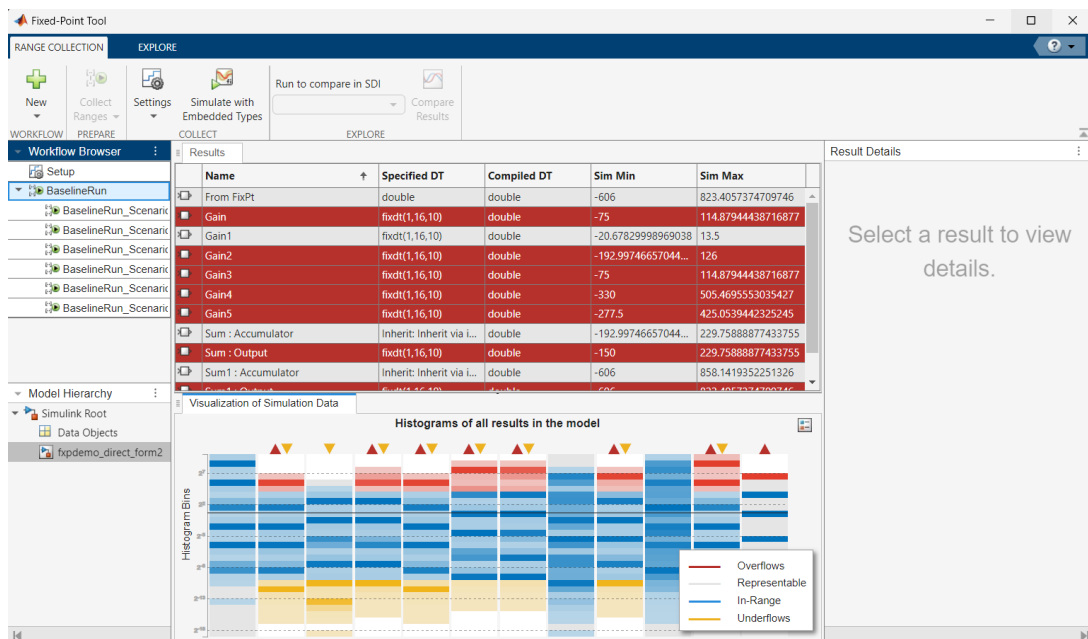 Fixed-Point Tool
RANGE COLLECTION EXPLORE
?
New
Collect
Ranges
Settings
Simulate with
Embedded Types
Run to compare in SDI
Compare
Results
WORKFLOW PREPARE COLLECT EXPLORE
Workflow Browser
Setup
BaselineRun
BaselineRun_Scenaric
BaselineRun_Scenaric
BaselineRun_Scenaric
BaselineRun_Scenaric
BaselineRun_Scenaric
BaselineRun_Scenaric
Model Hierarchy
Simulink Root
Data Objects
fxpdemo_direct_form2
Results
Name Specified DT Compiled DT Sim Min Sim Max
From FixPt double double -606 823.4057374709746
Gain fixdt(1,16,10) double -75 114.87944438716877
Gain1 fixdt(1,16,10) double -20.67829998969038 13.5
Gain2 fixdt(1,16,10) double -192.99746657044... 126
Gain3 fixdt(1,16,10) double -75 114.87944438716877
Gain4 fixdt(1,16,10) double -330 505.4695553035427
Gain5 fixdt(1,16,10) double -277.5 425.0539442325245
Sum : Accumulator Inherit: Inherit via i... double -192.99746657044... 229.75888877433755
Sum : Output fixdt(1,16,10) double -150 229.75888877433755
Sum1 : Accumulator Inherit: Inherit via i... double -606 858.1419352251326
Visualization of Simulation Data
Histograms of all results in the model
Histogram Bins
Overflows
Representable
In-Range
Underflows
Result Details
Select a result to view
details.